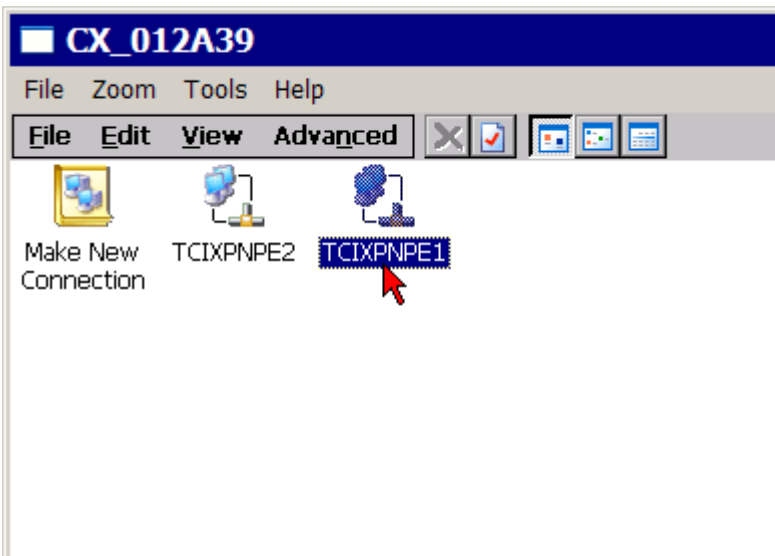 CX_012A39
File Zoom Tools Help
File Edit View Advanced
Make New Connection
TCIXPNPE2
TCIXPNPE1